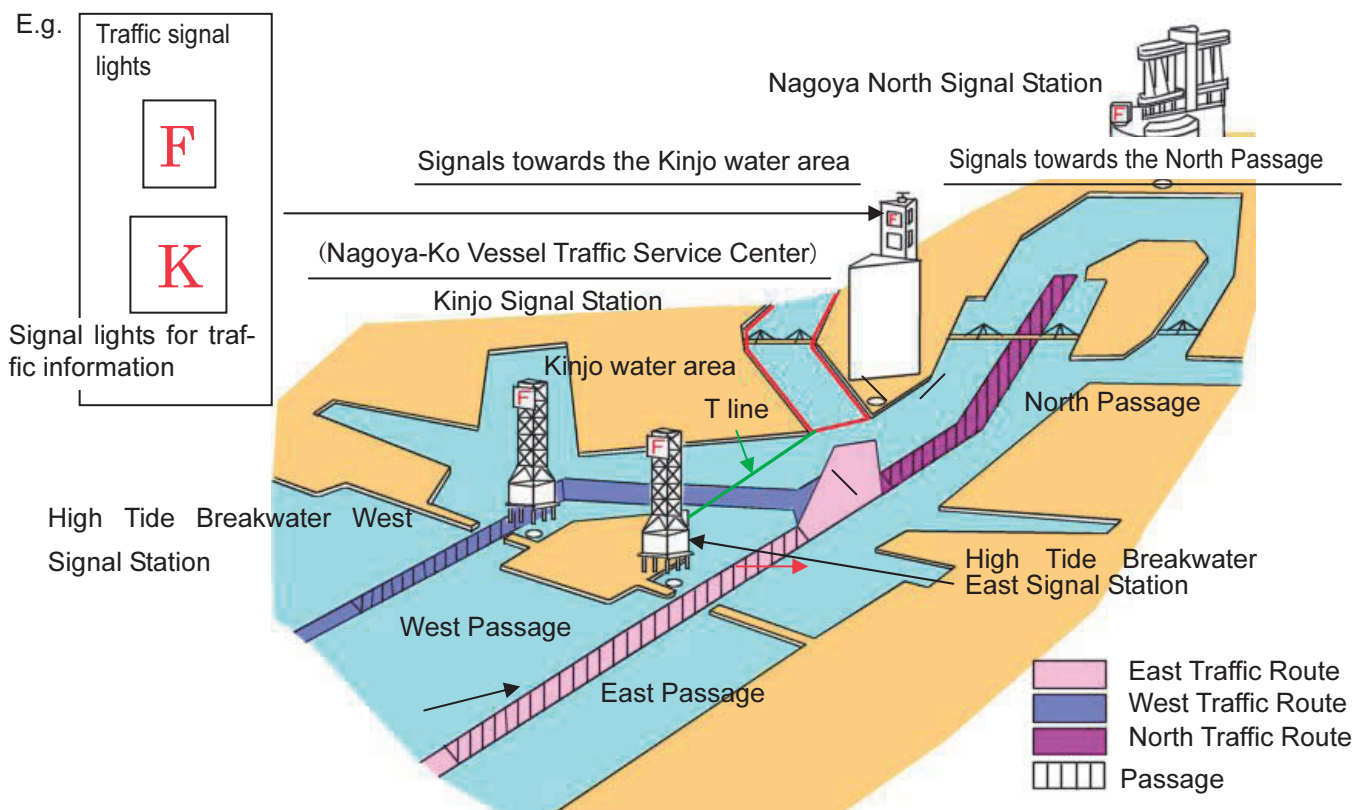 E.g.
Traffic signal
lights
F
K
Signal lights for traf-
fic information
Nagoya North Signal Station
F
Signals towards the Kinjo water area
Signals towards the North Passage
F
(Nagoya-Ko Vessel Traffic Service Center)
Kinjo Signal Station
Kinjo water area
F
T line
North Passage
F
High Tide Breakwater West
Signal Station
High Tide Breakwater
East Signal Station
West Passage
East Passage
East Traffic Route
West Traffic Route
North Traffic Route
Passage